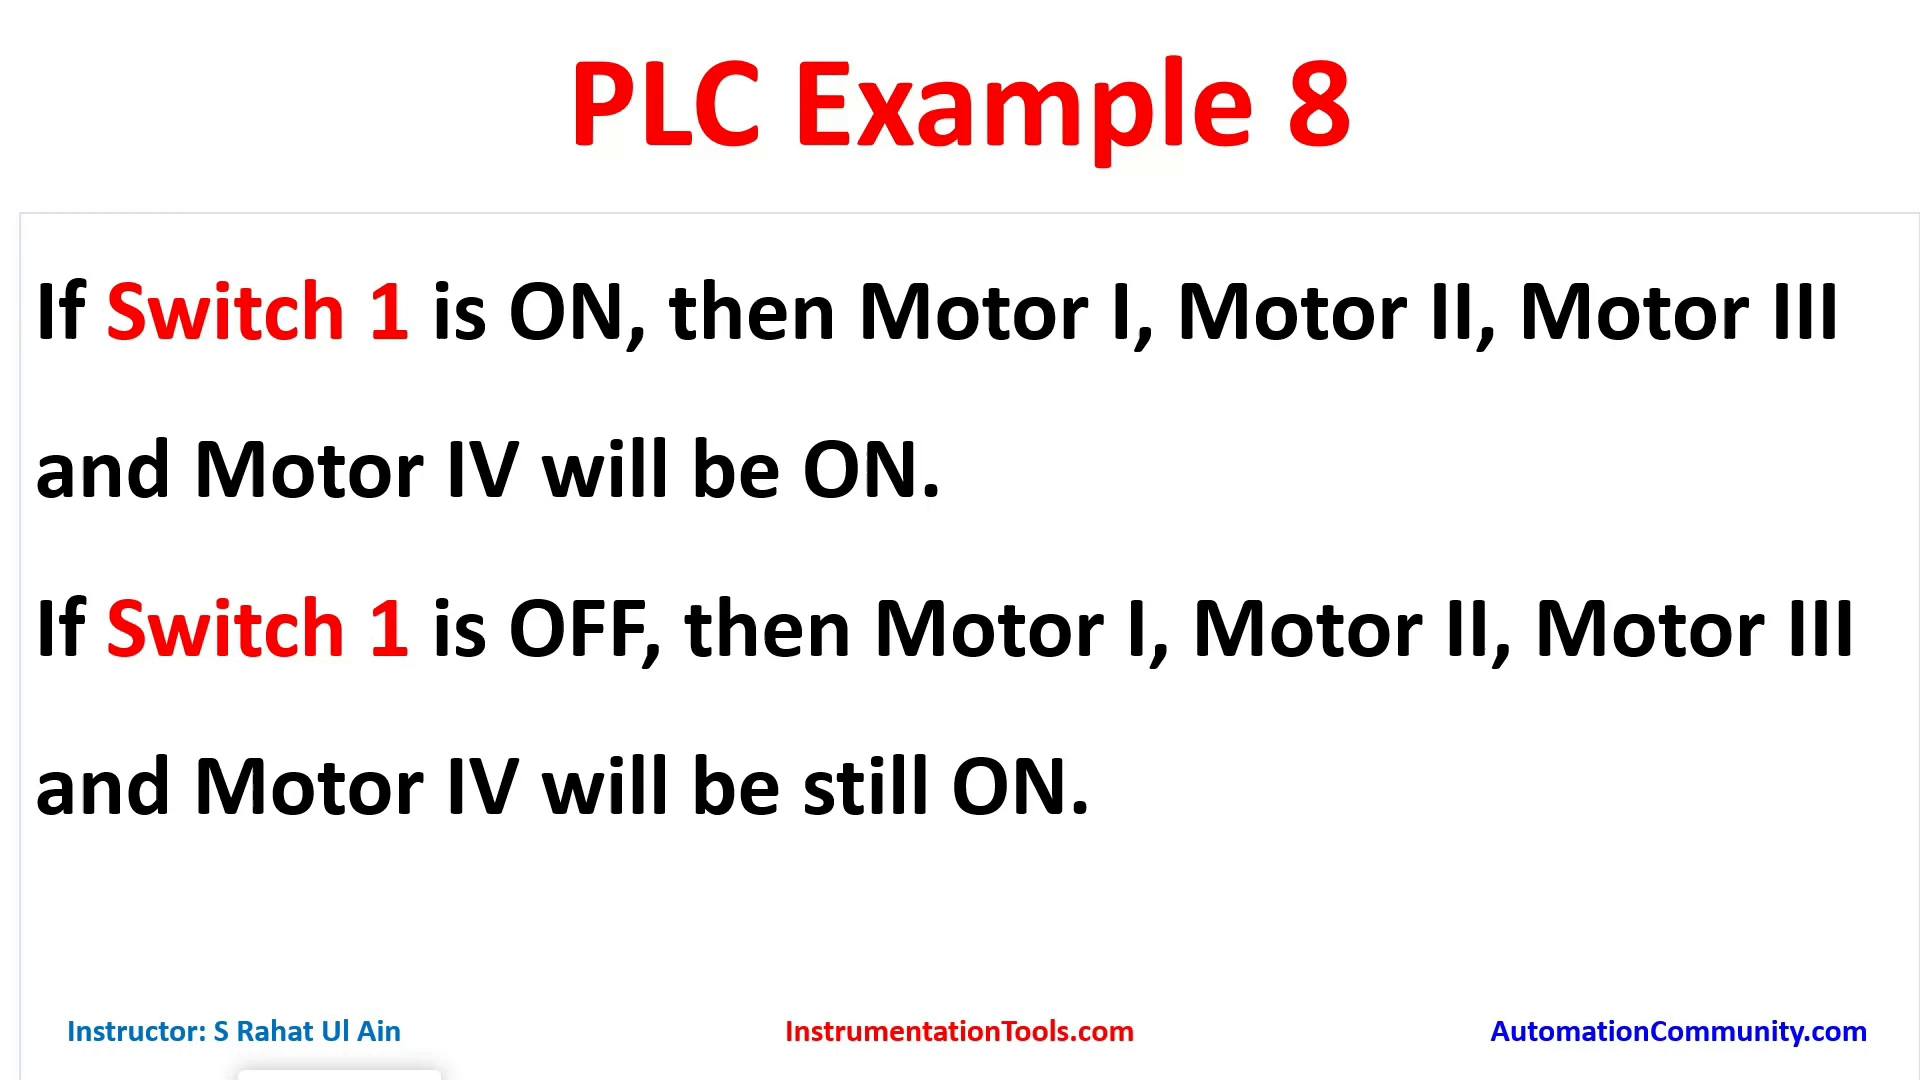 PLC Example 8
If Switch 1 is ON, then Motor I, Motor II, Motor III
and Motor IV will be ON.
If Switch 1 is OFF, then Motor I, Motor II, Motor III
and Motor IV will be still ON.
Instructor: S Rahat Ul Ain
InstrumentationTools.com
AutomationCommunity.com